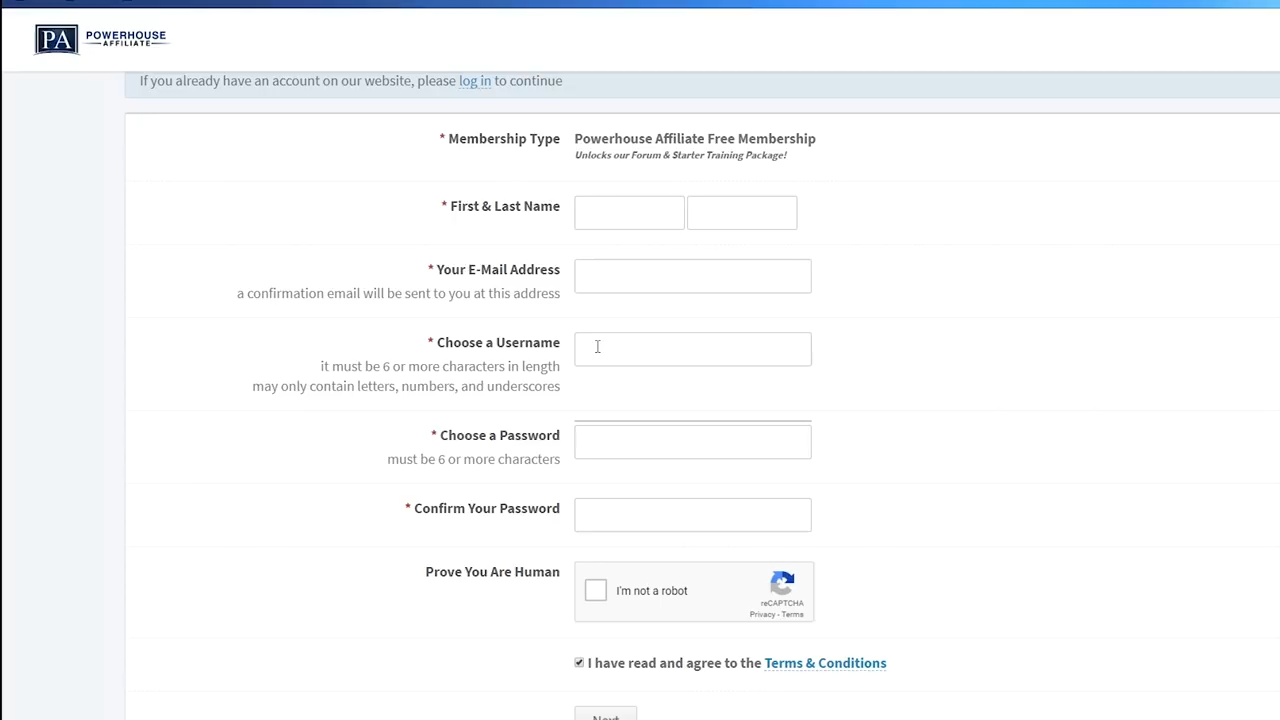 PA POWERHOUSE
AFFILIATE
If you already have an account on our website, please log in to continue
* Membership Type
Powerhouse Affiliate Free Membership
Unlocks our Forum & Starter Training Package!
* First & Last Name
* Your E-Mail Address
a confirmation email will be sent to you at this address
* Choose a Username
it must be 6 or more characters in length
may only contain letters, numbers, and underscores
* Choose a Password
must be 6 or more characters
* Confirm Your Password
Prove You Are Human
I'm not a robot
reCAPTCHA
Privacy - Terms
I have read and agree to the Terms & Conditions
Next